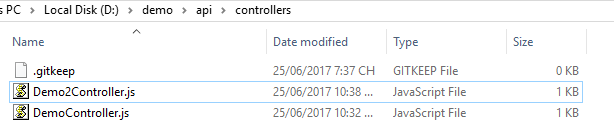 s PC > Local Disk (D:) > demo > api > controllers
Name Date modified Type Size
.gitkeep 25/06/2017 7:37 CH GITKEEP File 0 KB
Demo2Controller.js 25/06/2017 10:38 ... JavaScript File 1 KB
DemoController.js 25/06/2017 10:32 ... JavaScript File 1 KB